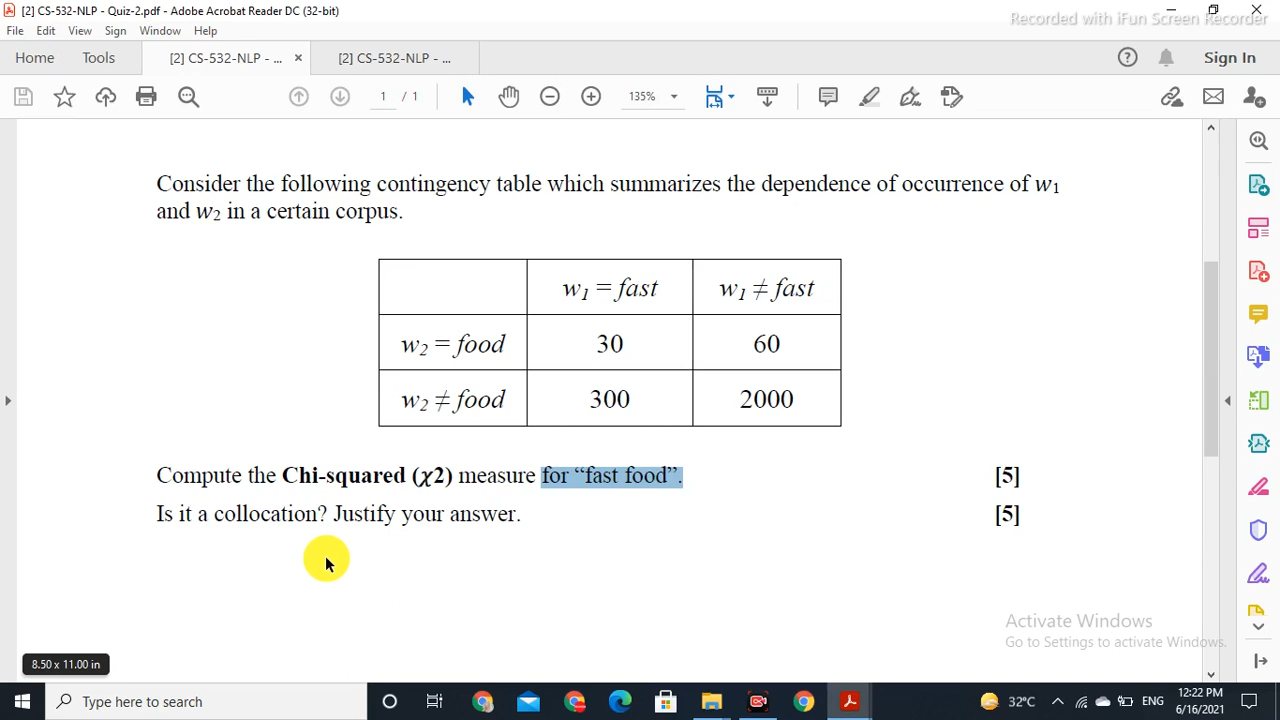 [2] CS-532-NLP - Quiz-2.pdf - Adobe Acrobat Reader DC (32-bit)
Recorded with iFun Screen Recorder
File Edit View Sign Window Help
Home Tools [2] CS-532-NLP - ... × [2] CS-532-NLP - ... Sign In
1 / 1 135%
Consider the following contingency table which summarizes the dependence of occurrence of w₁
and w₂ in a certain corpus.
w₁ = fast w₁ ≠ fast
w₂ = food 30 60
w₂ ≠ food 300 2000
Compute the Chi-squared (χ2) measure for “fast food”. [5]
Is it a collocation? Justify your answer. [5]
Activate Windows
Go to Settings to activate Windows.
8.50 x 11.00 in
Type here to search 32°C ENG 12:22 PM
6/16/2021